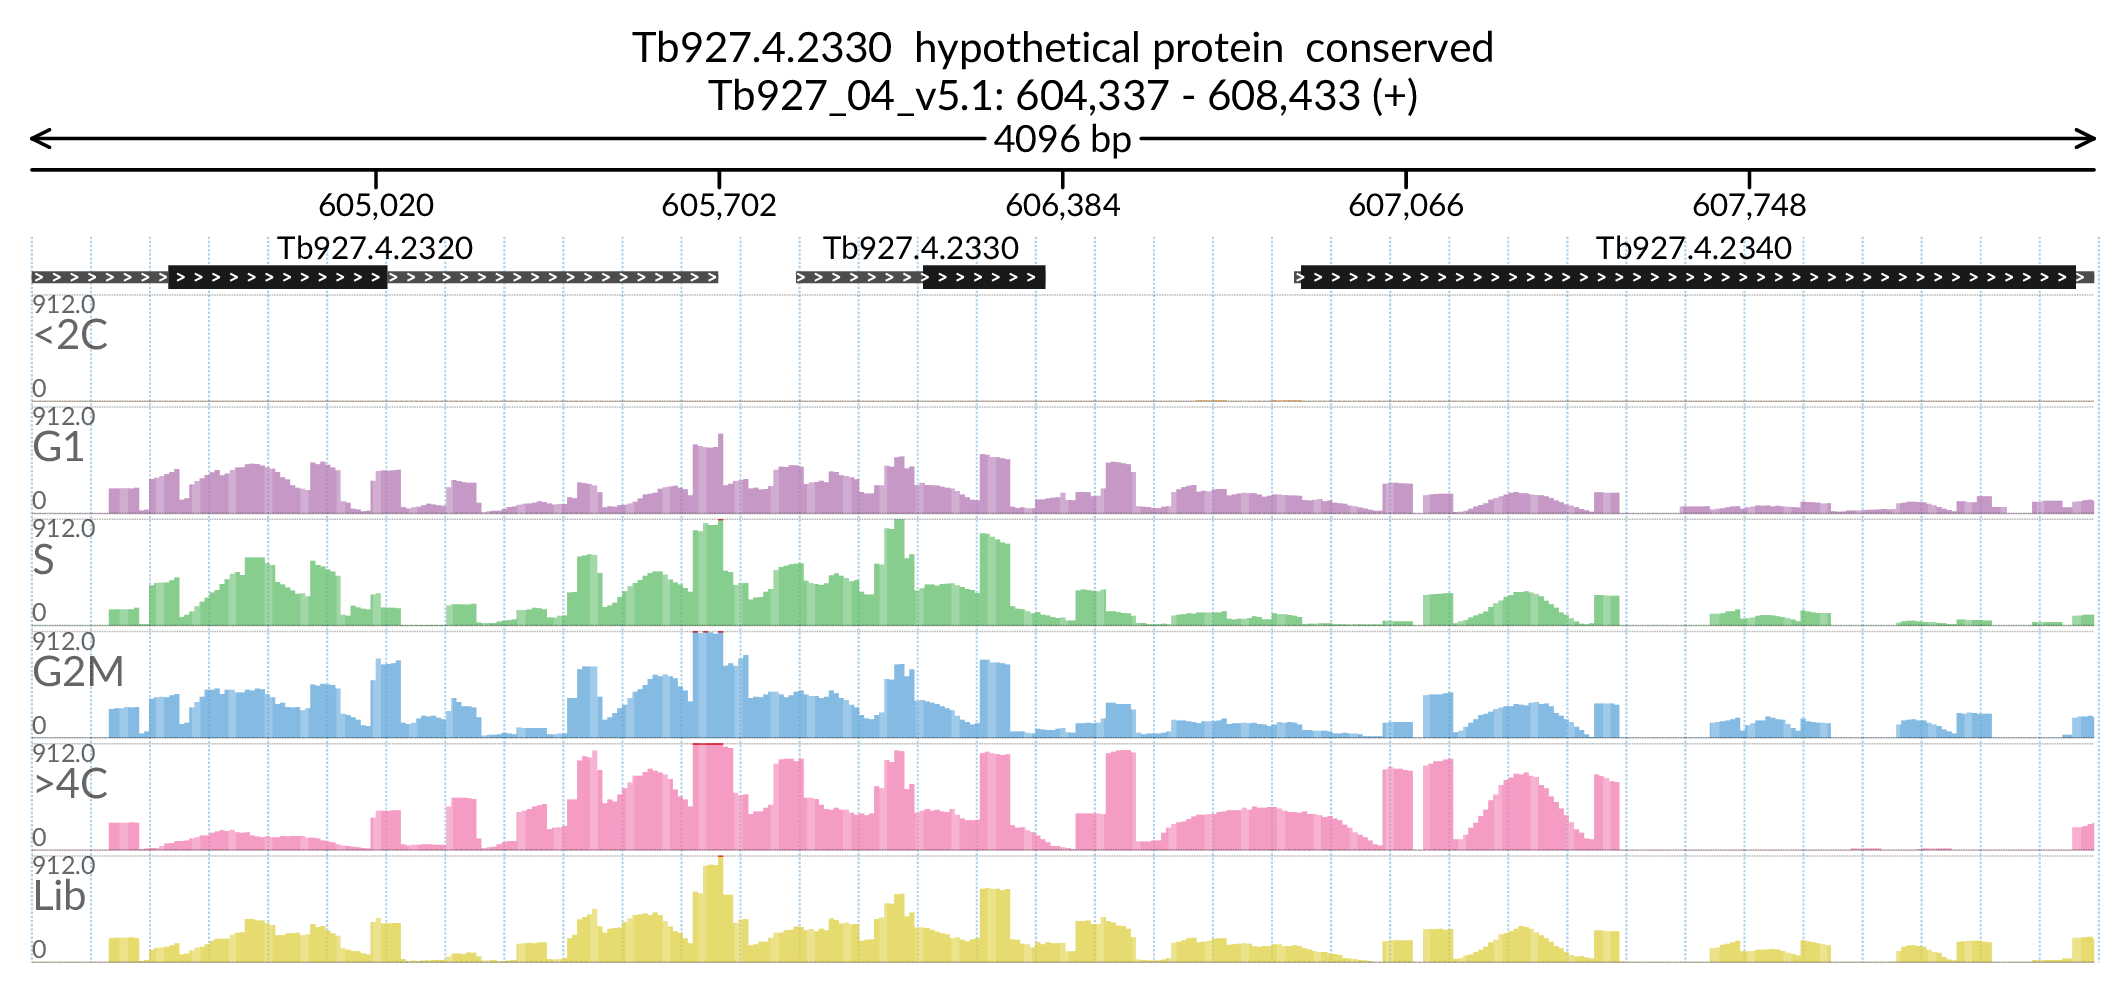 Tb927.4.2330  hypothetical protein  conserved
Tb927_04_v5.1: 604,337 - 608,433 (+)
4096 bp
605,020 605,702 606,384 607,066 607,748
Tb927.4.2320 Tb927.4.2330 Tb927.4.2340
912.0
<2C
0
912.0
G1
0
912.0
S
0
912.0
G2M
0
912.0
>4C
0
912.0
Lib
0